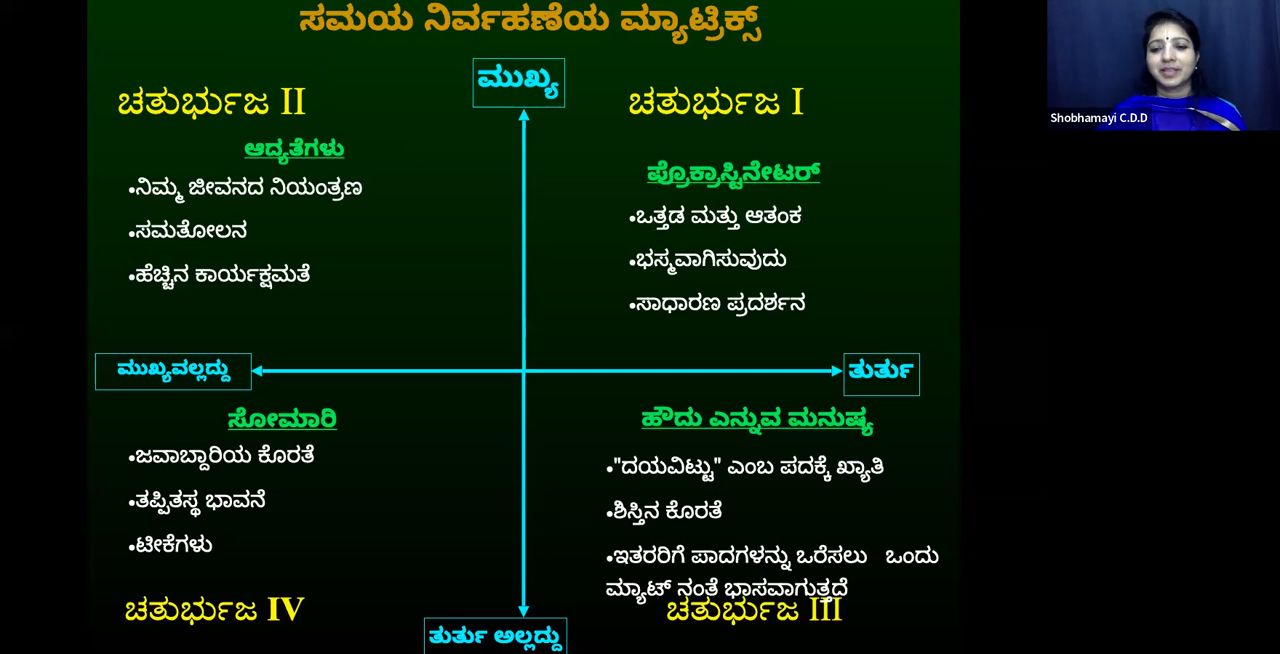 ಸಮಯ ನಿರ್ವಹಣೆಯ ಮ್ಯಾಟ್ರಿಕ್ಸ್
ಮುಖ್ಯ
ಚತುರ್ಭುಜ II
ಆದ್ಯತೆಗಳು
•ನಿಮ್ಮ ಜೀವನದ ನಿಯಂತ್ರಣ
•ಸಮತೋಲನ
•ಹೆಚ್ಚಿನ ಕಾರ್ಯಕ್ಷಮತೆ
ಚತುರ್ಭುಜ I
ಪ್ರೊಕ್ರಾಸ್ಟಿನೇಟರ್
•ಒತ್ತಡ ಮತ್ತು ಆತಂಕ
•ಭಸ್ಮವಾಗಿಸುವುದು
•ಸಾಧಾರಣ ಪ್ರದರ್ಶನ
ಮುಖ್ಯವಲ್ಲದ್ದು
ತುರ್ತು
ಸೋಮಾರಿ
•ಜವಾಬ್ದಾರಿಯ ಕೊರತೆ
•ತಪ್ಪಿತಸ್ಥ ಭಾವನೆ
•ಟೀಕೆಗಳು
ಚತುರ್ಭುಜ IV
ಹೌದು ಎನ್ನುವ ಮನುಷ್ಯ
•"ದಯವಿಟ್ಟು" ಎಂಬ ಪದಕ್ಕೆ ಖ್ಯಾತಿ
•ಶಿಸ್ತಿನ ಕೊರತೆ
•ಇತರರಿಗೆ ಪಾದಗಳನ್ನು ಒರೆಸಲು ಒಂದು
ಮ್ಯಾಟ್ ನಂತೆ ಭಾಸವಾಗುತ್ತದೆ
ಚತುರ್ಭುಜ III
ತುರ್ತು ಅಲ್ಲದ್ದು
Shobhamayi C.D.D